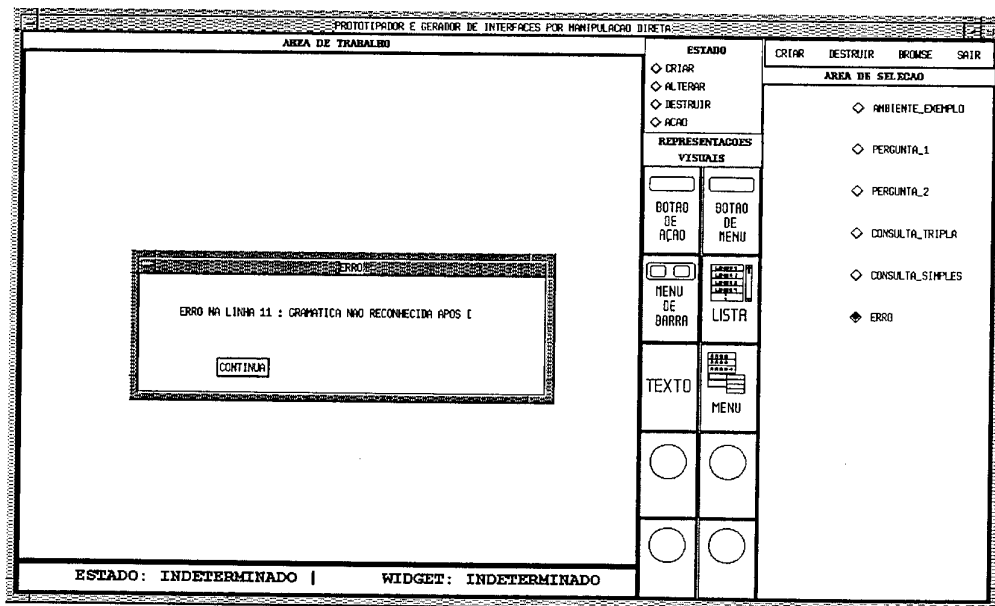 PROTOTIPADOR E GERADOR DE INTERFACES POR MANIPULACAO DIRETA
AREA DE TRABALHO
ERRO
ERRO NA LINHA 11 : GRAMATICA NAO RECONHECIDA APOS [
CONTINUA
ESTADO: INDETERMINADO | WIDGET: INDETERMINADO
ESTADO
CRIAR
ALTERAR
DESTRUIR
ACAO
REPRESENTACOES
VISUAIS
BOTAO
DE
AÇAO
BOTAO
DE
MENU
MENU
DE
BARRA
LISTA
TEXTO
MENU
CRIAR DESTRUIR BROWSE SAIR
AREA DE SELECAO
AMBIENTE_EXEMPLO
PERGUNTA_1
PERGUNTA_2
CONSULTA_TRIPLA
CONSULTA_SIMPLES
ERRO